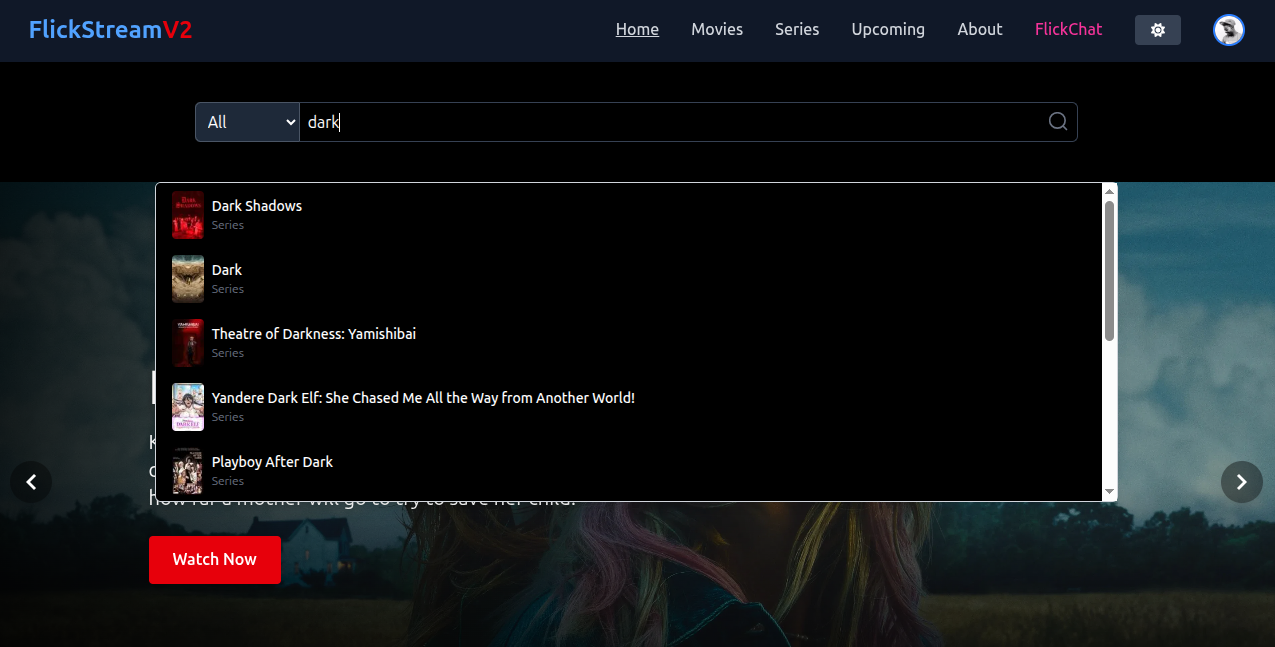 FlickStreamV2
Home Movies Series Upcoming About FlickChat
All dark
Dark Shadows
Series
Dark
Series
Theatre of Darkness: Yamishibai
Series
Yandere Dark Elf: She Chased Me All the Way from Another World!
Series
Playboy After Dark
Series
how far a mother will go to try to save her child.
Watch Now